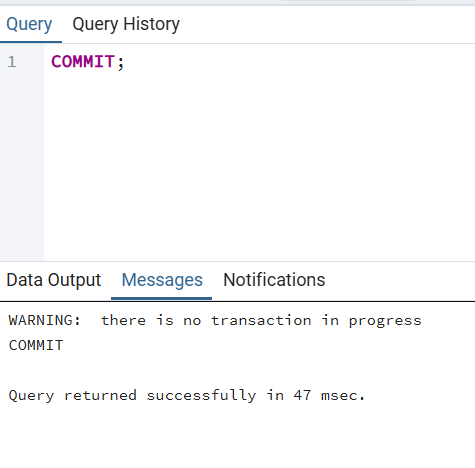 Query Query History
1 COMMIT;
Data Output Messages Notifications
WARNING:  there is no transaction in progress
COMMIT
Query returned successfully in 47 msec.